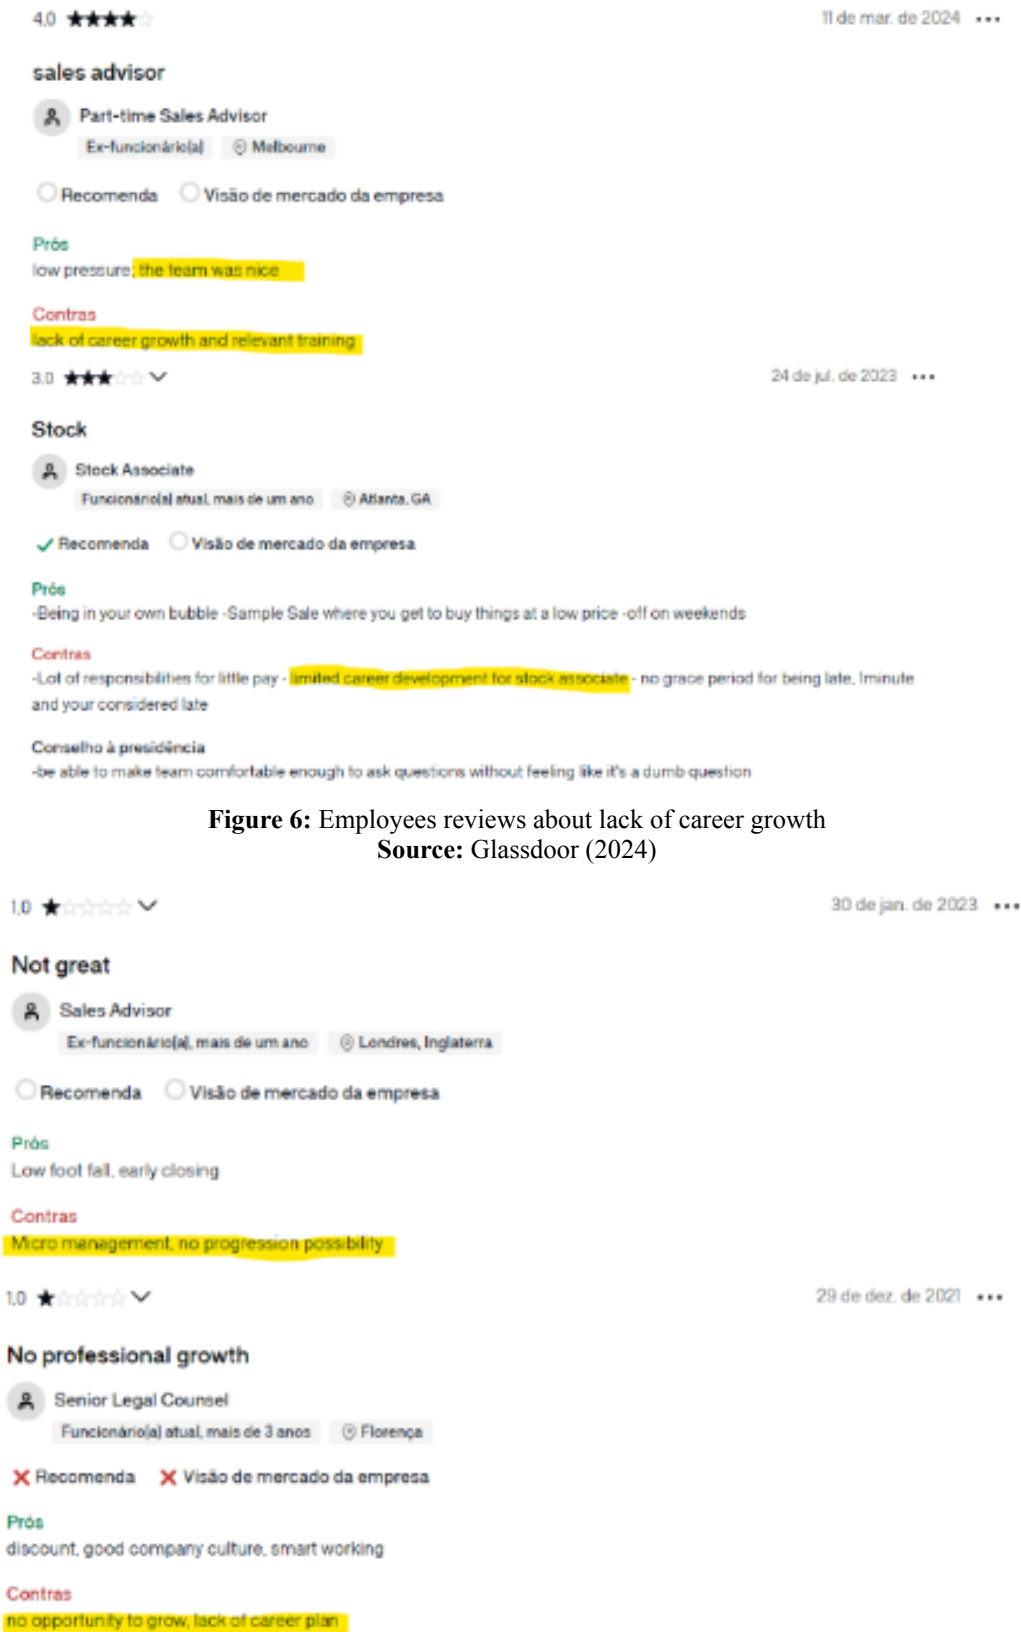 4,0 ★★★★☆ 11 de mar. de 2024 •••
sales advisor
Part-time Sales Advisor
Ex-funcionário(a) Melbourne
Recomenda Visão de mercado da empresa
Prós
low pressure; the team was nice
Contras
lack of career growth and relevant training
3,0 ★★★☆☆ 24 de jul. de 2023 •••
Stock
Stock Associate
Funcionário(a) atual, mais de um ano Atlanta, GA
Recomenda Visão de mercado da empresa
Prós
-Being in your own bubble -Sample Sale where you get to buy things at a low price -off on weekends
Contras
-Lot of responsibilities for little pay - limited career development for stock associate - no grace period for being late, 1minute
and your considered late
Conselho à presidência
-be able to make team comfortable enough to ask questions without feeling like it's a dumb question
Figure 6: Employees reviews about lack of career growth
Source: Glassdoor (2024)
1,0 ★☆☆☆☆ 30 de jan. de 2023 •••
Not great
Sales Advisor
Ex-funcionário(a), mais de um ano Londres, Inglaterra
Recomenda Visão de mercado da empresa
Prós
Low foot fall, early closing
Contras
Micro management, no progression possibility
1,0 ★☆☆☆☆ 29 de dez. de 2021 •••
No professional growth
Senior Legal Counsel
Funcionário(a) atual, mais de 3 anos Florença
Recomenda Visão de mercado da empresa
Prós
discount, good company culture, smart working
Contras
no opportunity to grow, lack of career plan